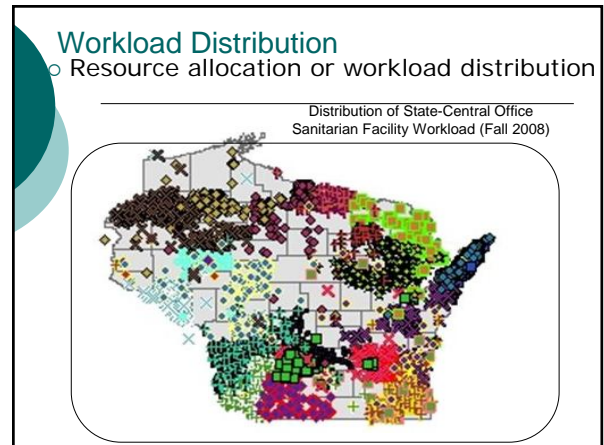 Workload Distribution
Resource allocation or workload distribution
Distribution of State-Central Office
Sanitarian Facility Workload (Fall 2008)